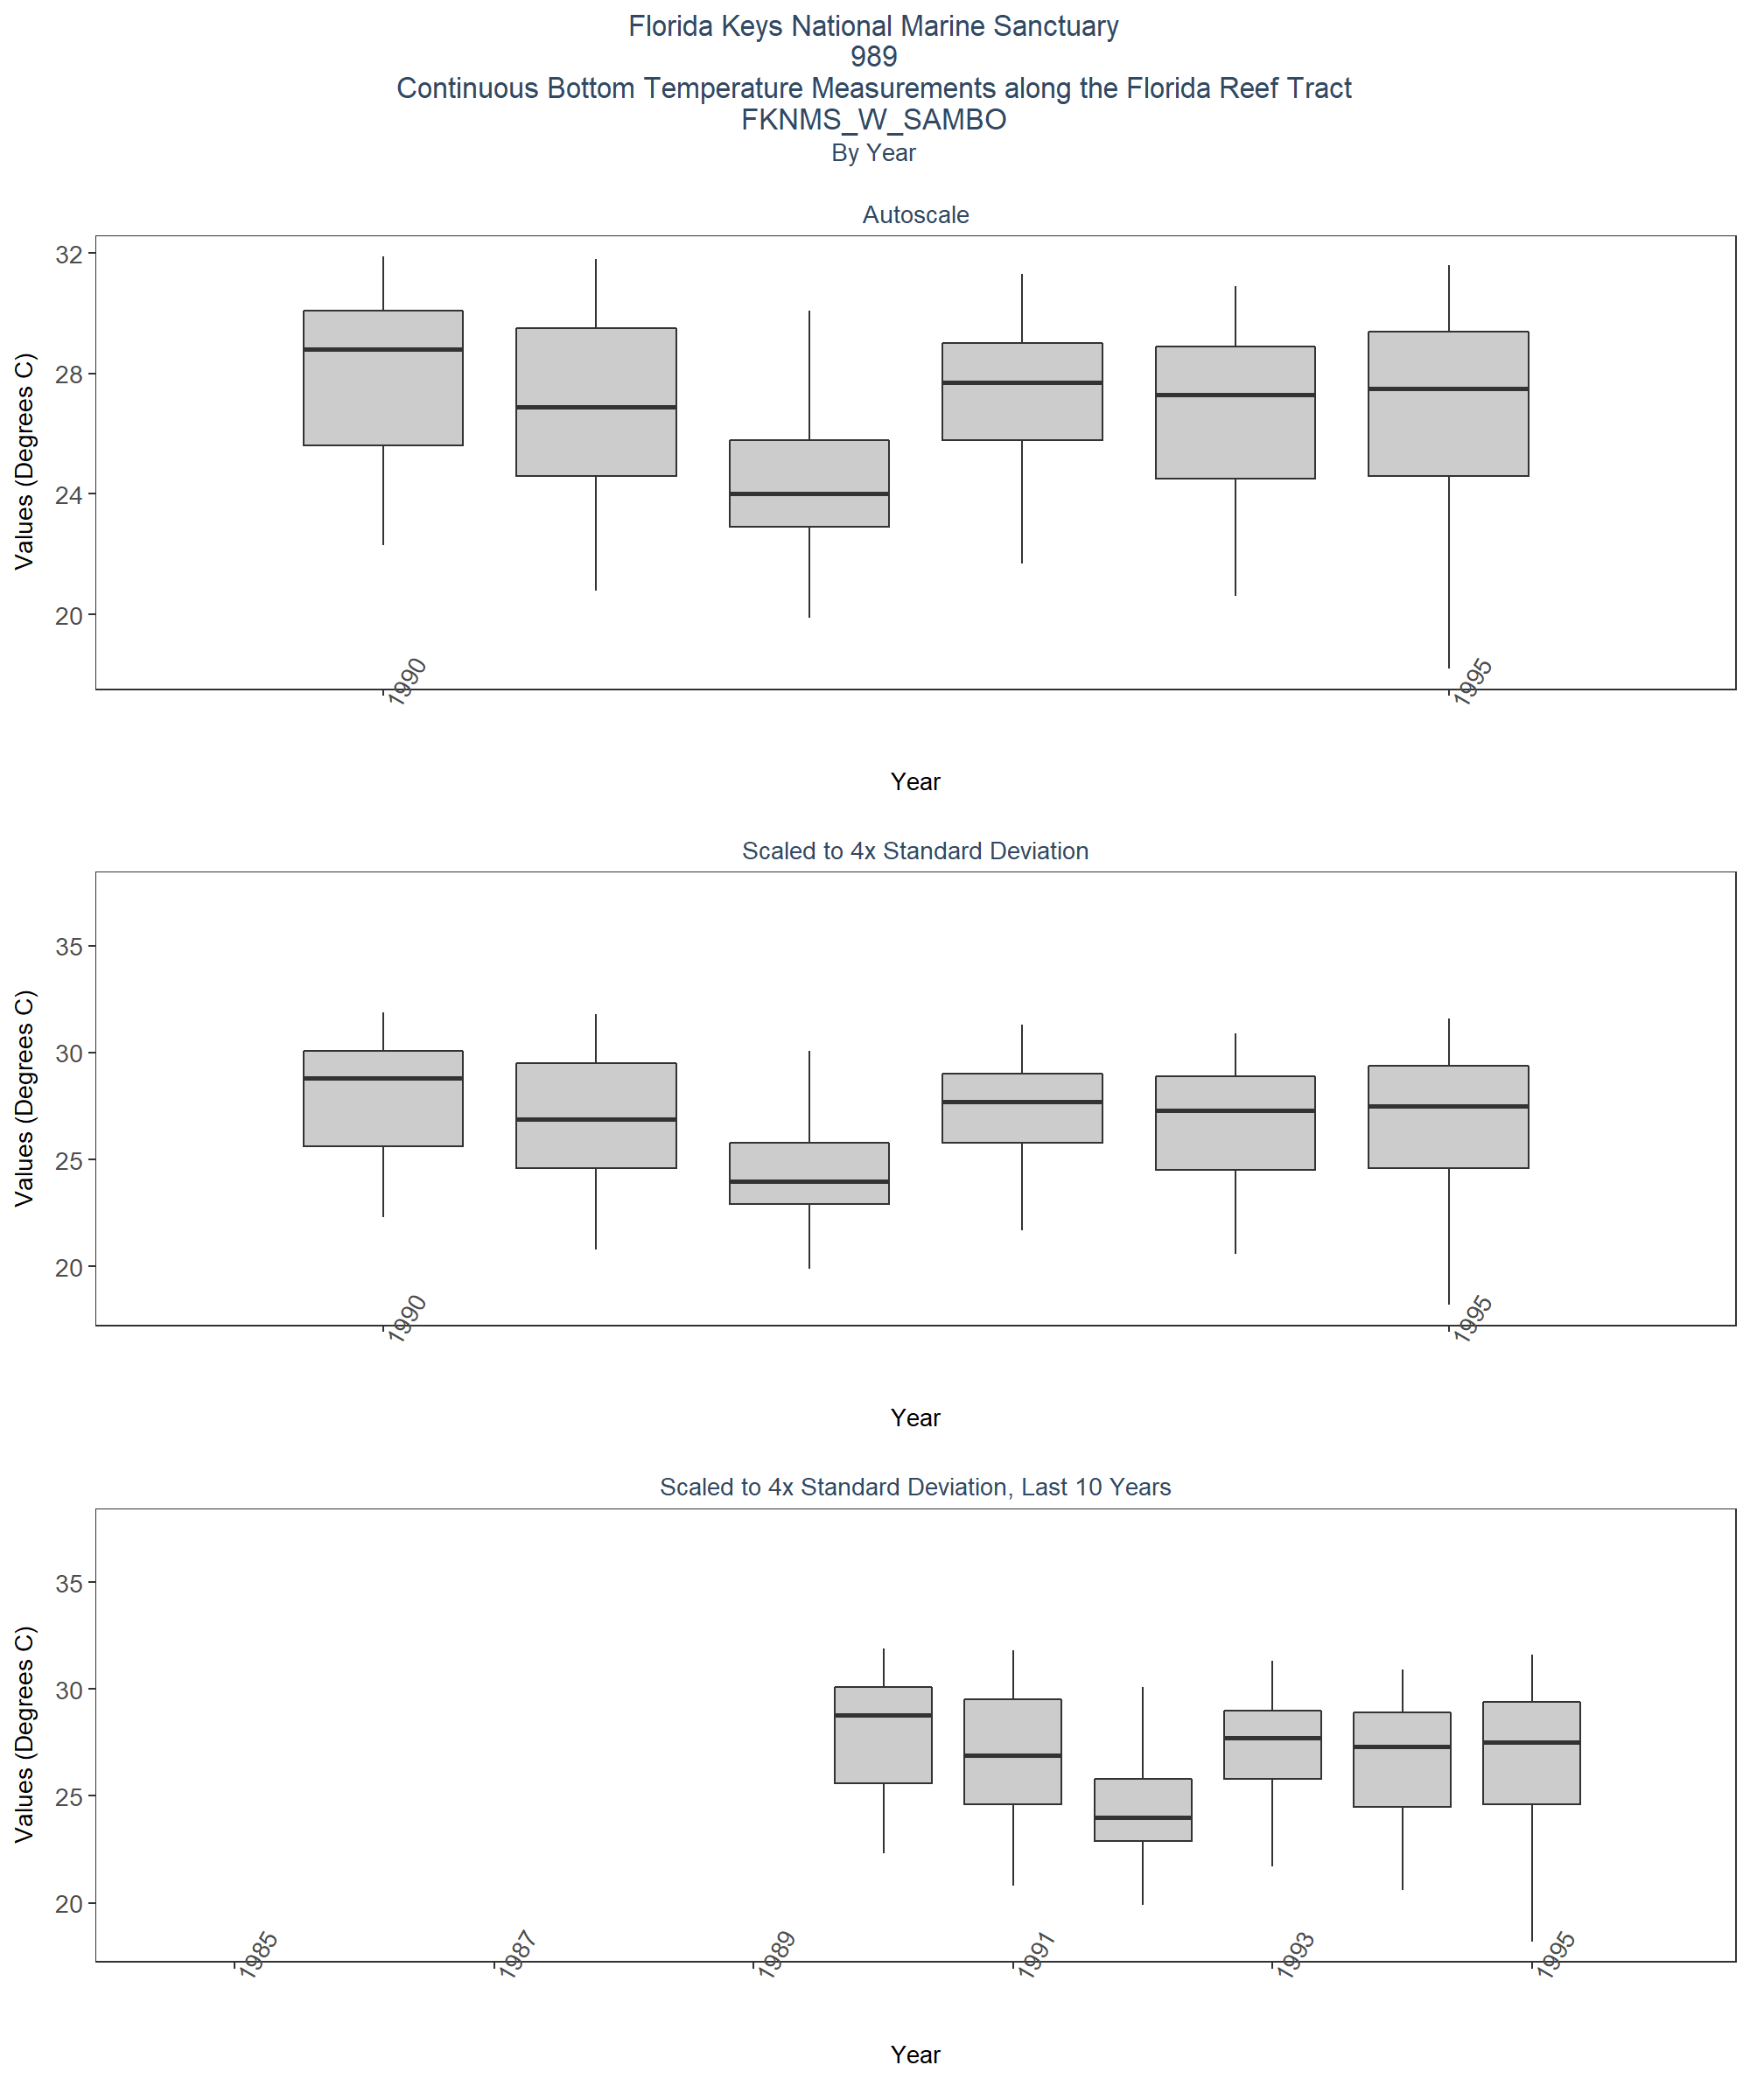 Florida Keys National Marine Sanctuary
989
Continuous Bottom Temperature Measurements along the Florida Reef Tract
FKNMS_W_SAMBO
By Year
Autoscale
Values (Degrees C)
32
28
24
20
1990
1995
Year
Scaled to 4x Standard Deviation
Values (Degrees C)
35
30
25
20
1990
1995
Year
Scaled to 4x Standard Deviation, Last 10 Years
Values (Degrees C)
35
30
25
20
1985
1987
1989
1991
1993
1995
Year